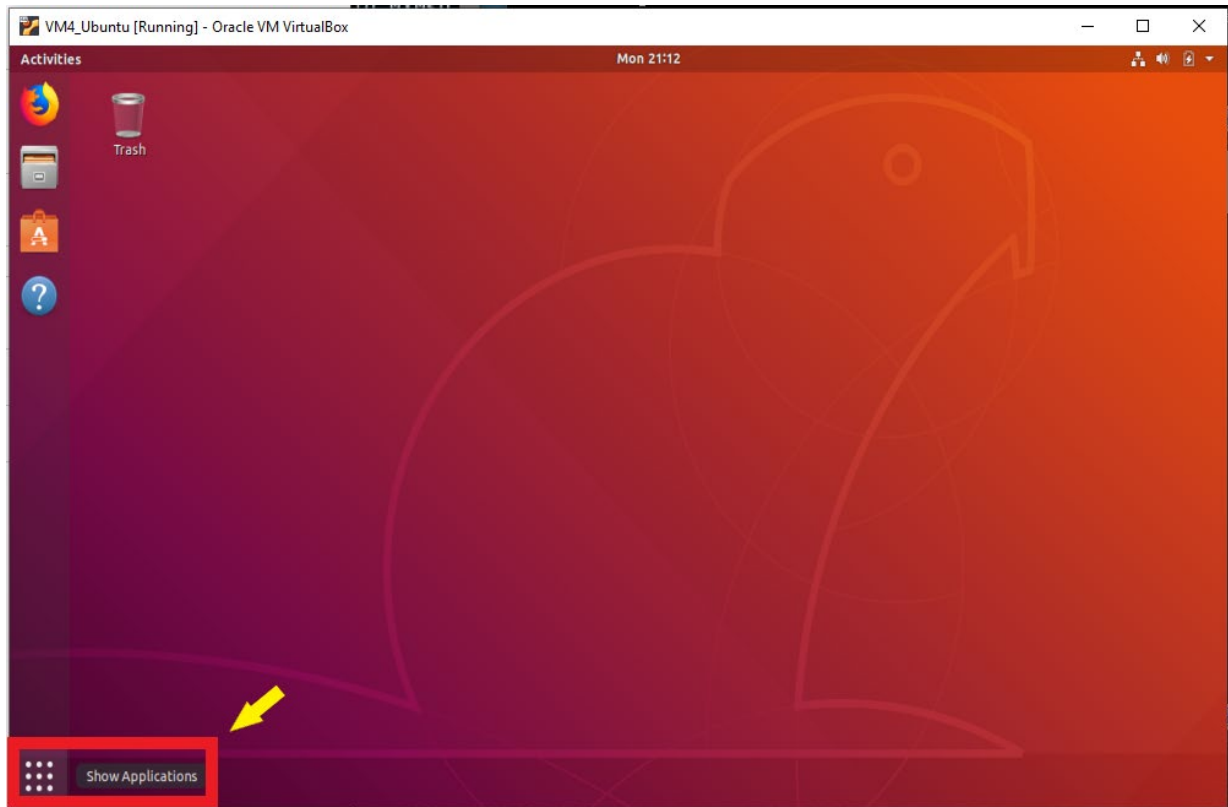 VM4_Ubuntu [Running] - Oracle VM VirtualBox
Activities
Mon 21:12
Trash
Show Applications